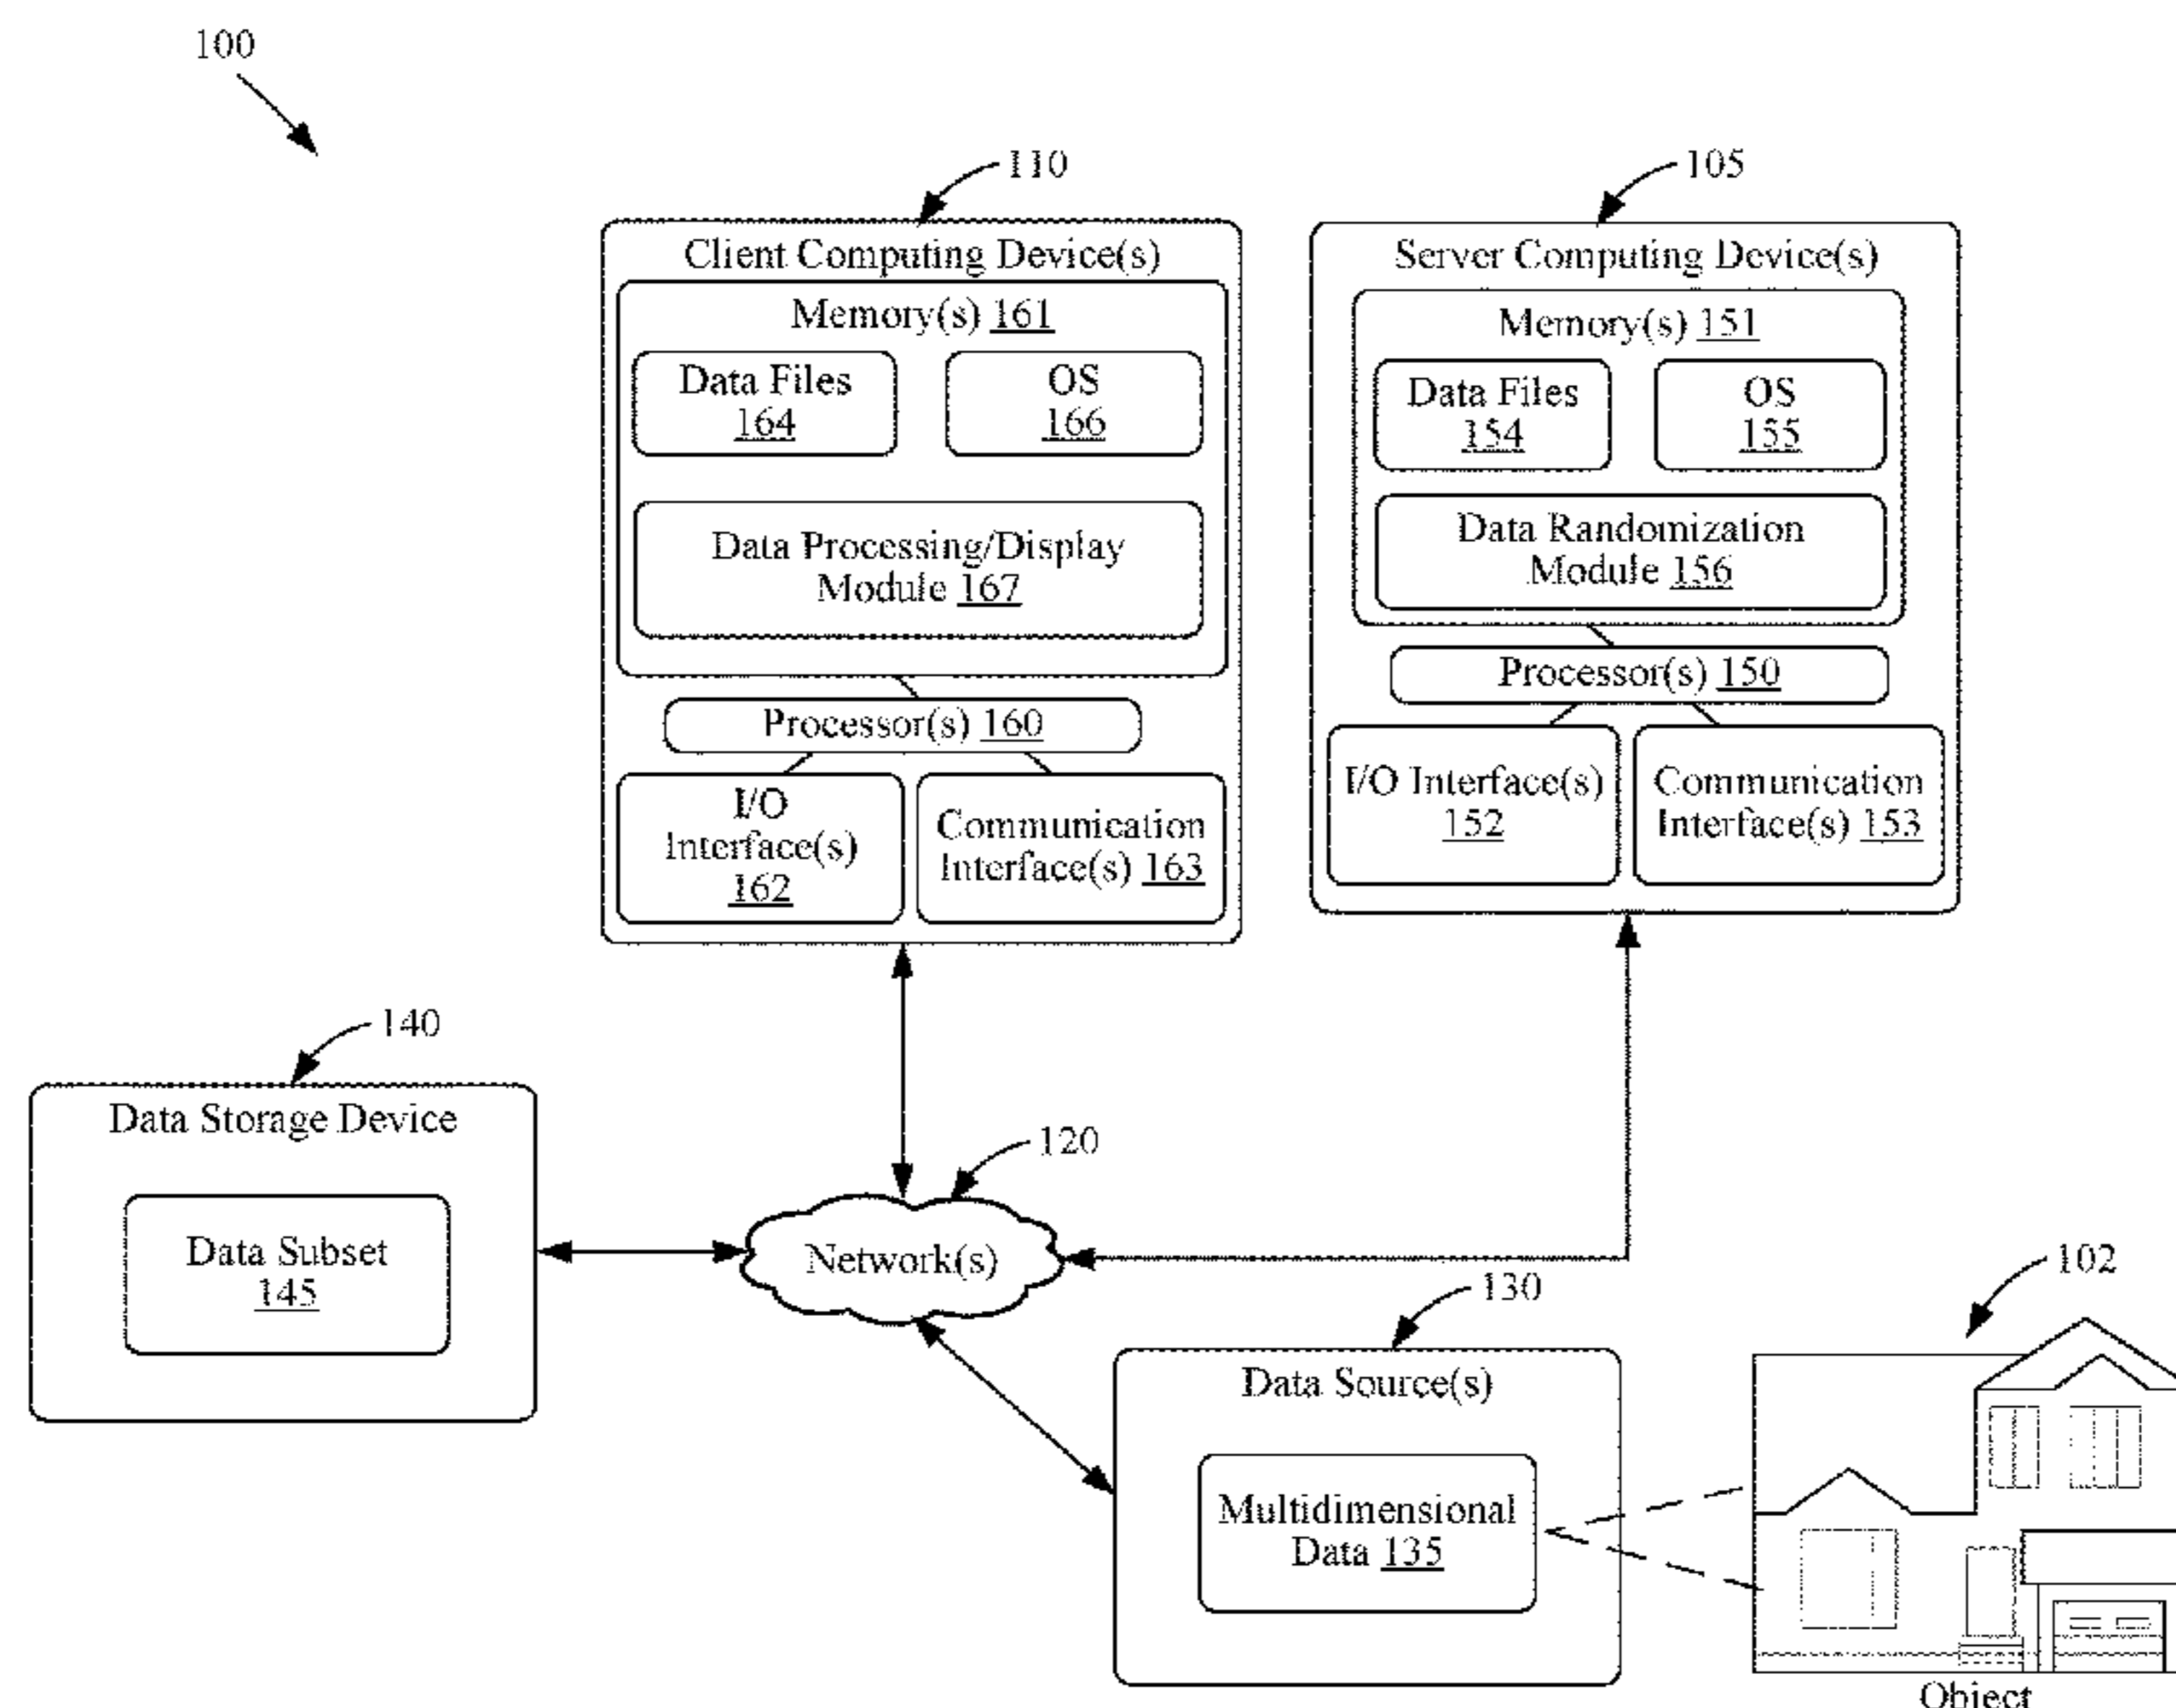 100
110
105
Client Computing Device(s)
Memory(s) 161
Data Files
164
OS
166
Data Processing/Display
Module 167
Processor(s) 160
I/O
Interface(s)
162
Communication
Interface(s) 163
Server Computing Device(s)
Memory(s) 151
Data Files
154
OS
155
Data Randomization
Module 156
Processor(s) 150
I/O Interface(s)
152
Communication
Interface(s) 153
140
Data Storage Device
Data Subset
145
120
Network(s)
130
Data Source(s)
Multidimensional
Data 135
102
Object